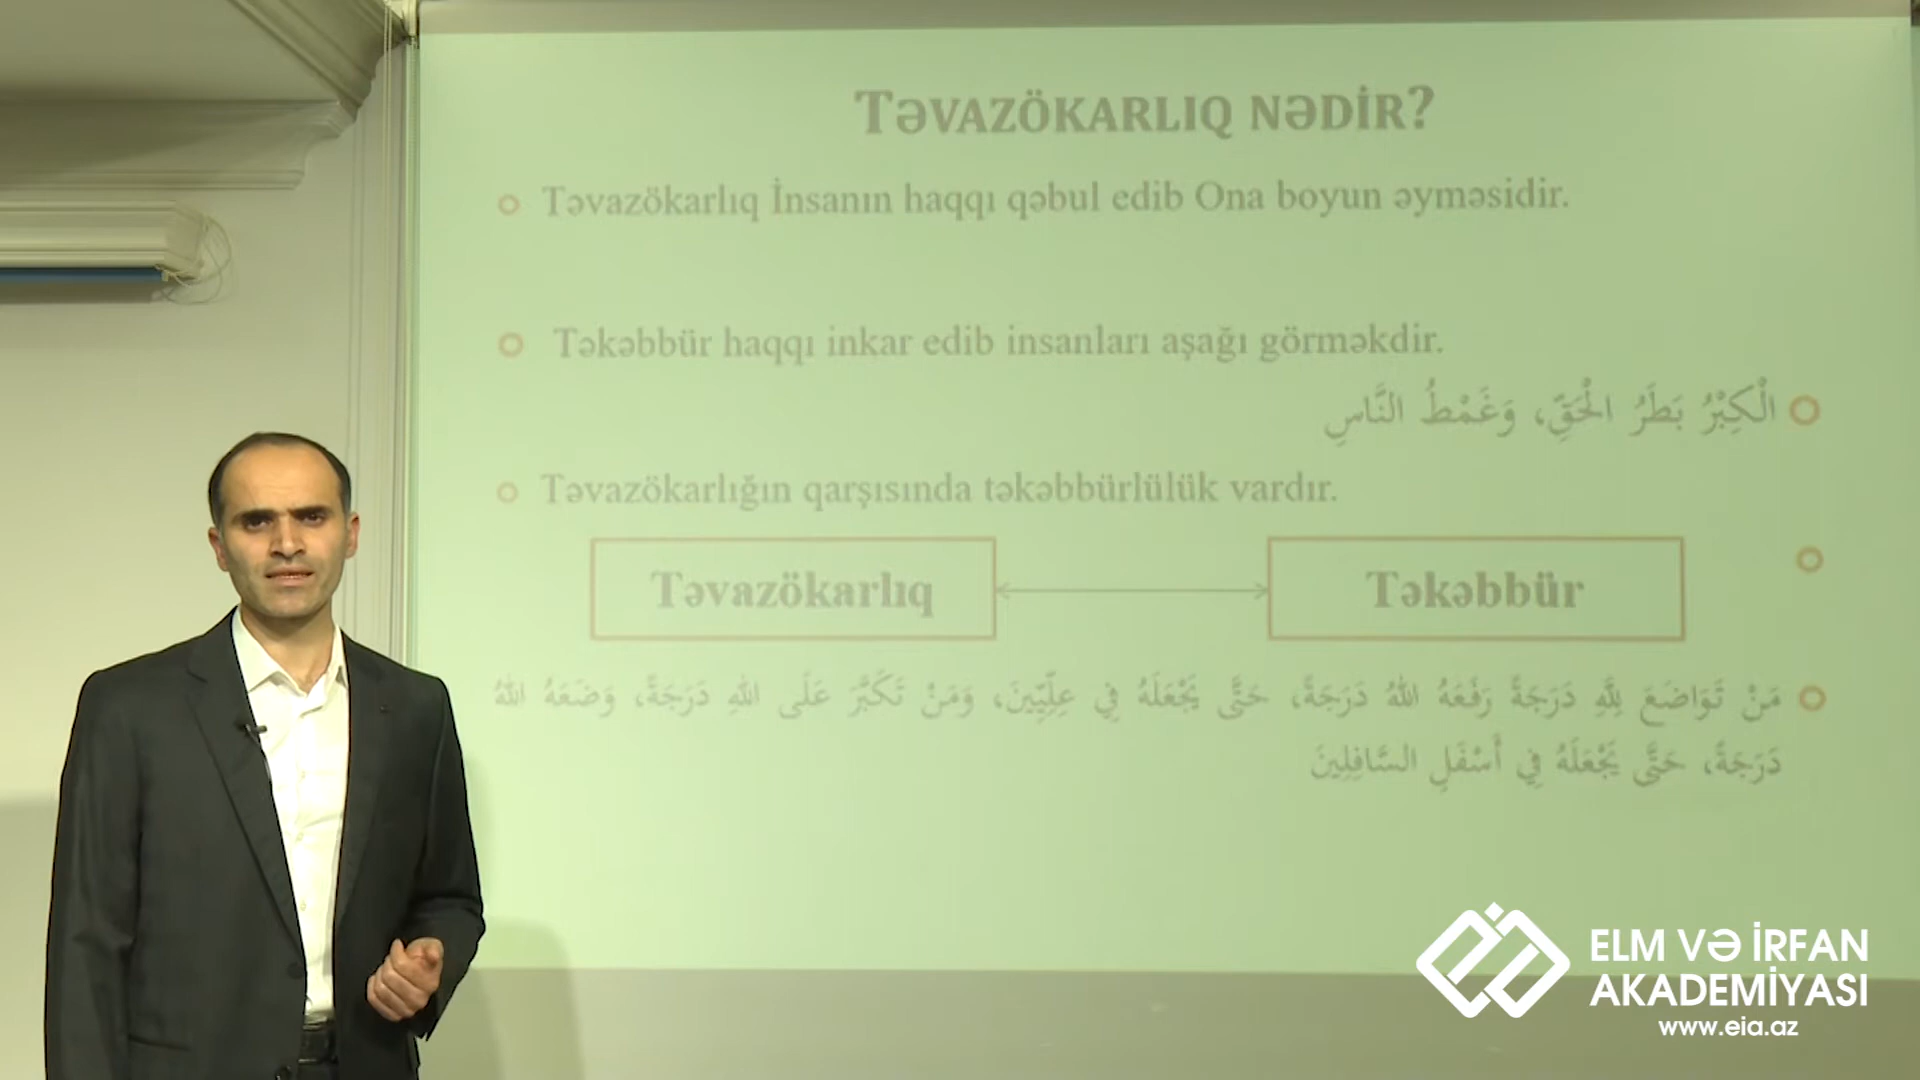 TƏVAZÖKARLIQ NƏDİR?
Təvazökarlıq İnsanın haqqı qəbul edib Ona boyun əyməsidir.
Təkəbbür haqqı inkar edib insanları aşağı görməkdir.
الْكِبْرُ بَطَرُ الْحَقِّ، وَغَمْطُ النَّاسِ
Təvazökarlığın qarşısında təkəbbürlülük vardır.
Təvazökarlıq
Təkəbbür
مَنْ تَوَاضَعَ لِلَّهِ دَرَجَةً رَفَعَهُ اللهُ دَرَجَةً، حَتَّى يَجْعَلَهُ فِي عِلِّيِّينَ، وَمَنْ تَكَبَّرَ عَلَى اللهِ دَرَجَةً، وَضَعَهُ اللهُ
دَرَجَةً، حَتَّى يَجْعَلَهُ فِي أَسْفَلِ السَّافِلِينَ
ELM VƏ İRFAN
AKADEMİYASI
www.eia.az